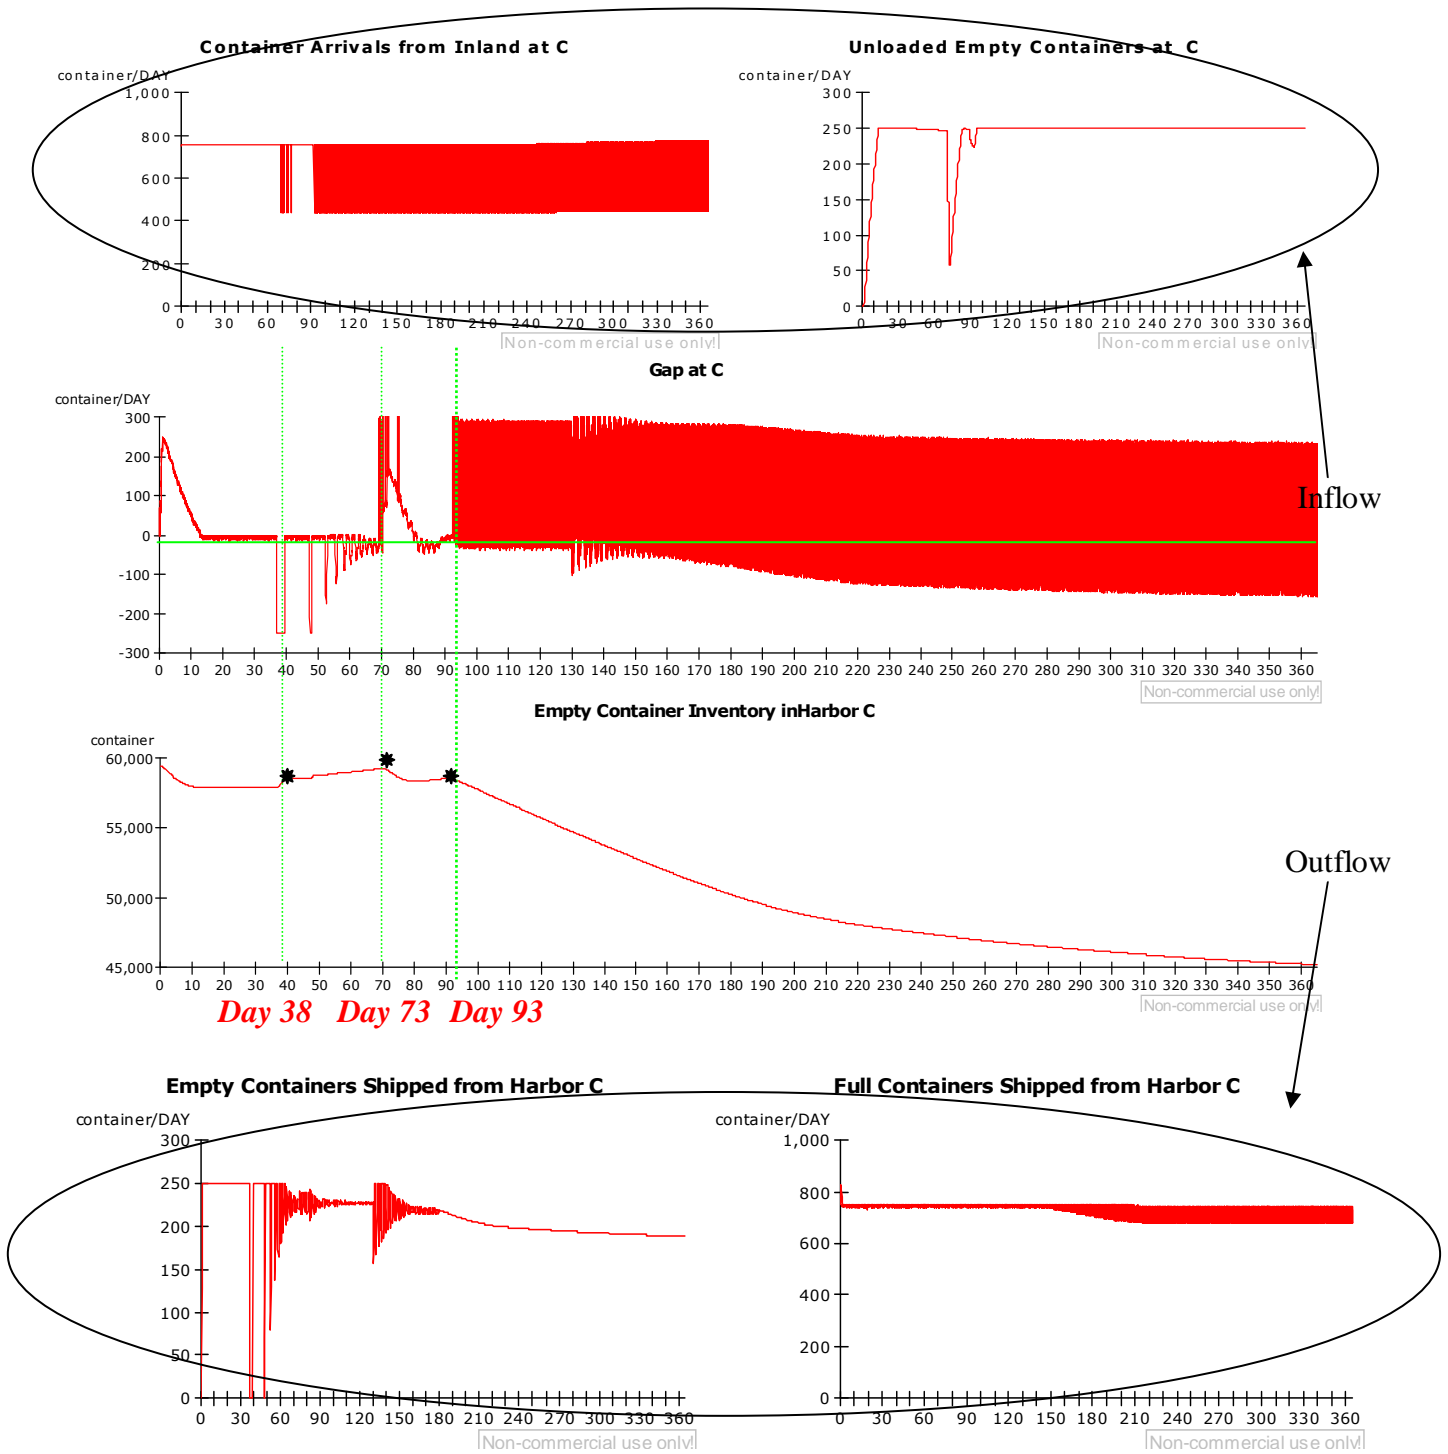 Container Arrivals from Inland at C
Unloaded Empty Containers at C
container/DAY
container/DAY
1,000
800
600
400
200
0
0 30 60 90 120 150 180 210 240 270 300 330 360
Non-commercial use only!
300
250
200
150
100
50
0
0 30 60 90 120 150 180 210 240 270 300 330 360
Non-commercial use only!
Gap at C
container/DAY
300
200
100
0
-100
-200
-300
0 10 20 30 40 50 60 70 80 90 100 110 120 130 140 150 160 170 180 190 200 210 220 230 240 250 260 270 280 290 300 310 320 330 340 350 360
Non-commercial use only!
Inflow
Empty Container Inventory inHarbor C
container
60,000
55,000
50,000
45,000
0 10 20 30 40 50 60 70 80 90 100 110 120 130 140 150 160 170 180 190 200 210 220 230 240 250 260 270 280 290 300 310 320 330 340 350 360
Non-commercial use only!
Outflow
Day 38 Day 73 Day 93
Empty Containers Shipped from Harbor C
Full Containers Shipped from Harbor C
container/DAY
container/DAY
300
250
200
150
100
50
0
0 30 60 90 120 150 180 210 240 270 300 330 360
Non-commercial use only!
1,000
800
600
400
200
0
0 30 60 90 120 150 180 210 240 270 300 330 360
Non-commercial use only!